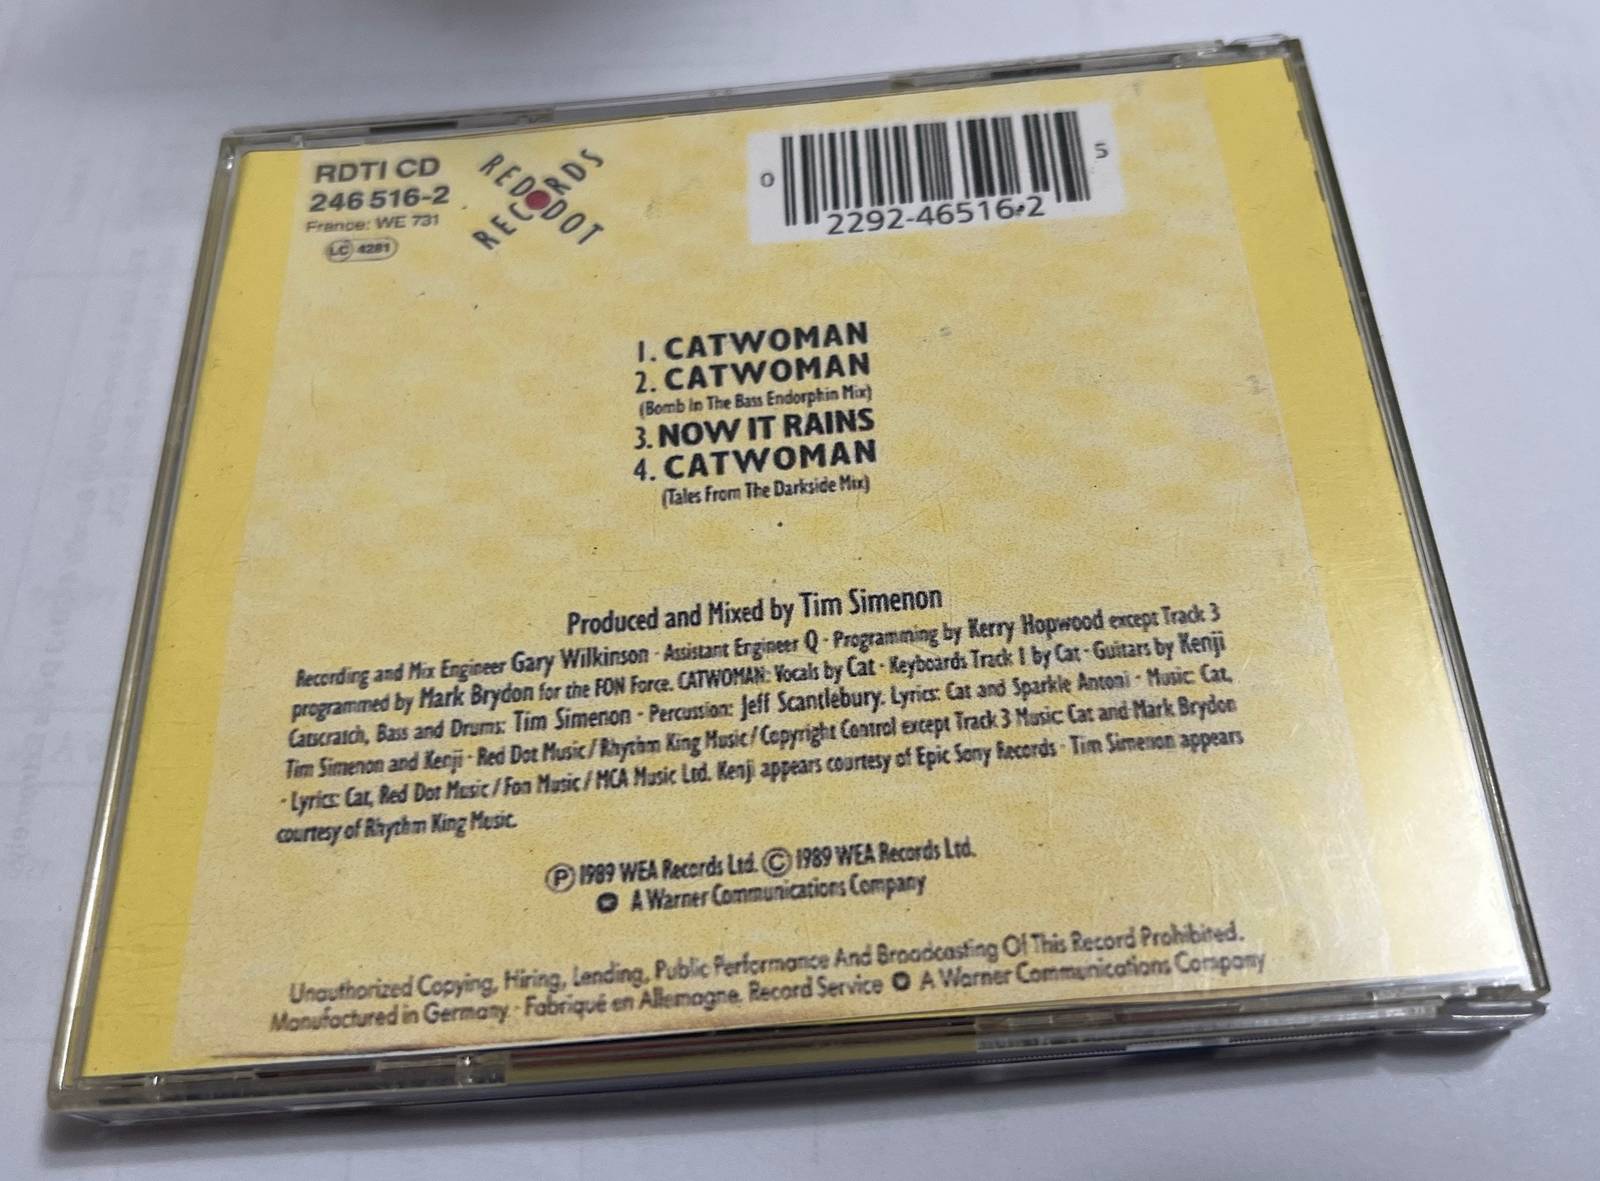 RDTI CD
246 516-2
France: WE 731
LC 4281
RED DOT
RECORDS
0 2292-46516-2 5
1. CATWOMAN
2. CATWOMAN
(Bomb In The Bass Endorphin Mix)
3. NOW IT RAINS
4. CATWOMAN
(Tales From The Darkside Mix)
Produced and Mixed by Tim Simenon
Recording and Mix Engineer Gary Wilkinson · Assistant Engineer Q · Programming by Kerry Hopwood except Track 3
programmed by Mark Brydon for the FON Force. CATWOMAN: Vocals by Cat · Keyboards Track 1 by Cat · Guitars by Kenji
Catscratch, Bass and Drums: Tim Simenon · Percussion: Jeff Scantlebury. Lyrics: Cat and Sparkle Antoni · Music: Cat,
Tim Simenon and Kenji · Red Dot Music / Rhythm King Music / Copyright Control except Track 3 Music: Cat and Mark Brydon
· Lyrics: Cat, Red Dot Music / Fon Music / MCA Music Ltd. Kenji appears courtesy of Epic Sony Records · Tim Simenon appears
courtesy of Rhythm King Music.
Ⓟ 1989 WEA Records Ltd. © 1989 WEA Records Ltd.
A Warner Communications Company
Unauthorized Copying, Hiring, Lending, Public Performance And Broadcasting Of This Record Prohibited.
Manufactured in Germany. · Fabriqué en Allemagne. Record Service A Warner Communications Company